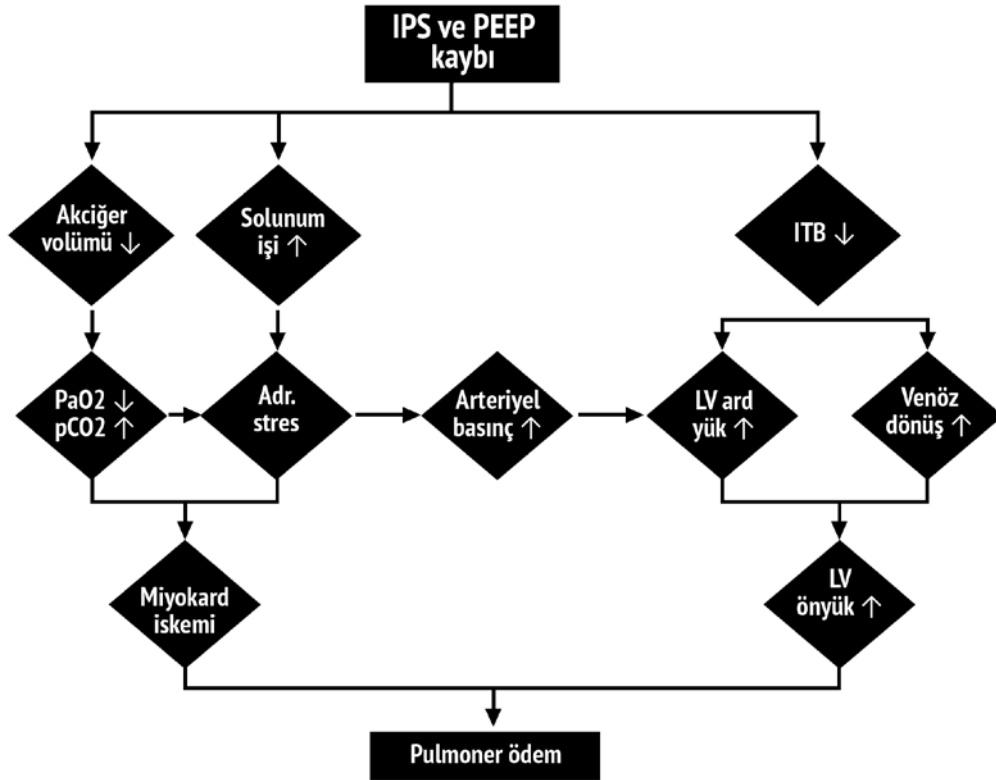 IPS ve PEEP
kaybı
Akciğer
volümü ↓
Solunum
işi ↑
ITB ↓
PaO2 ↓
pCO2 ↑
Adr.
stres
Arteriyel
basınç ↑
LV ard
yük ↑
Venöz
dönüş ↑
Miyokard
iskemi
LV
önyük ↑
Pulmoner ödem